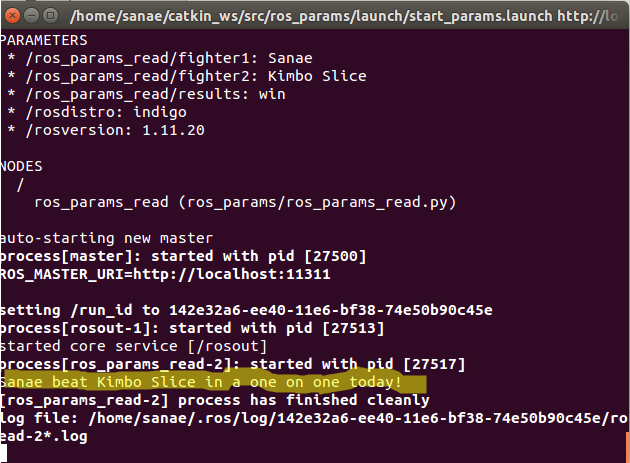 /home/sanae/catkin_ws/src/ros_params/launch/start_params.launch http://lo
PARAMETERS
* /ros_params_read/fighter1: Sanae
* /ros_params_read/fighter2: Kimbo Slice
* /ros_params_read/results: win
* /rosdistro: indigo
* /rosversion: 1.11.20
NODES
/
ros_params_read (ros_params/ros_params_read.py)
auto-starting new master
process[master]: started with pid [27500]
ROS_MASTER_URI=http://localhost:11311
setting /run_id to 142e32a6-ee40-11e6-bf38-74e50b90c45e
process[rosout-1]: started with pid [27513]
started core service [/rosout]
process[ros_params_read-2]: started with pid [27517]
Sanae beat Kimbo Slice in a one on one today!
[ros_params_read-2] process has finished cleanly
log file: /home/sanae/.ros/log/142e32a6-ee40-11e6-bf38-74e50b90c45e/ro
ead-2*.log